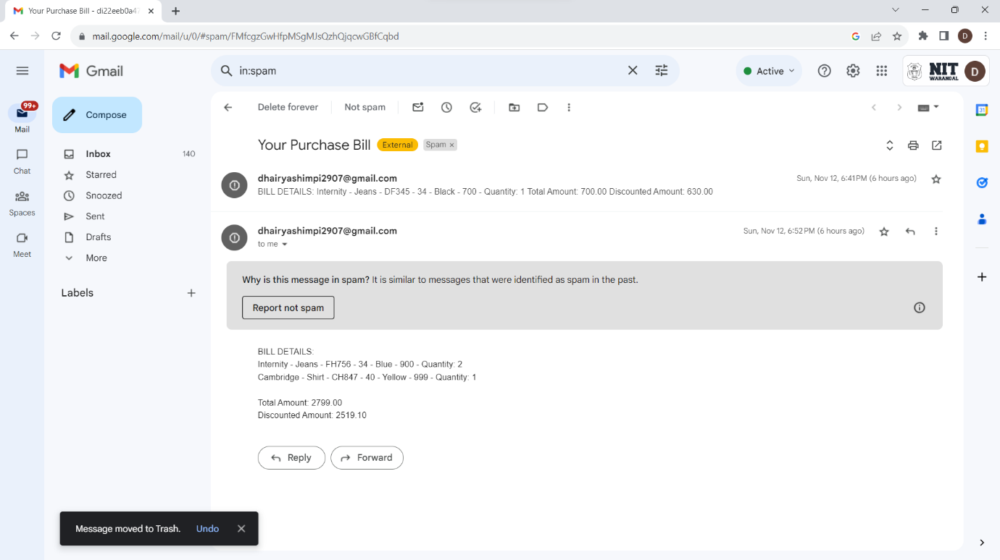 Your Purchase Bill - di22eeb0a47
mail.google.com/mail/u/0/#spam/FMfcgzGwHfpMSgMJsQzhQjqcwGBfCqbd
D
Gmail
in:spam
Active
NIT
WARANGAL
D
99+
Mail
Chat
Spaces
Meet
Compose
Inbox 140
Starred
Snoozed
Sent
Drafts
More
Labels
Delete forever
Not spam
31
Your Purchase Bill External Spam ×
dhairyashimpi2907@gmail.com Sun, Nov 12, 6:41 PM (6 hours ago)
BILL DETAILS: Internity - Jeans - DF345 - 34 - Black - 700 - Quantity: 1 Total Amount: 700.00 Discounted Amount: 630.00
dhairyashimpi2907@gmail.com Sun, Nov 12, 6:52 PM (6 hours ago)
to me
Why is this message in spam? It is similar to messages that were identified as spam in the past.
Report not spam
BILL DETAILS:
Internity - Jeans - FH756 - 34 - Blue - 900 - Quantity: 2
Cambridge - Shirt - CH847 - 40 - Yellow - 999 - Quantity: 1
Total Amount: 2799.00
Discounted Amount: 2519.10
Reply
Forward
Message moved to Trash. Undo